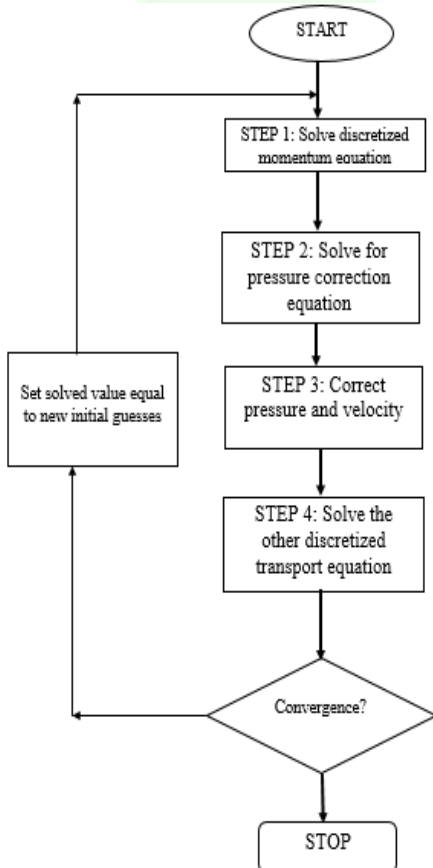 START
STEP 1: Solve discretized
momentum equation
STEP 2: Solve for
pressure correction
equation
STEP 3: Correct
pressure and velocity
Set solved value equal
to new initial guesses
STEP 4: Solve the
other discretized
transport equation
Convergence?
STOP